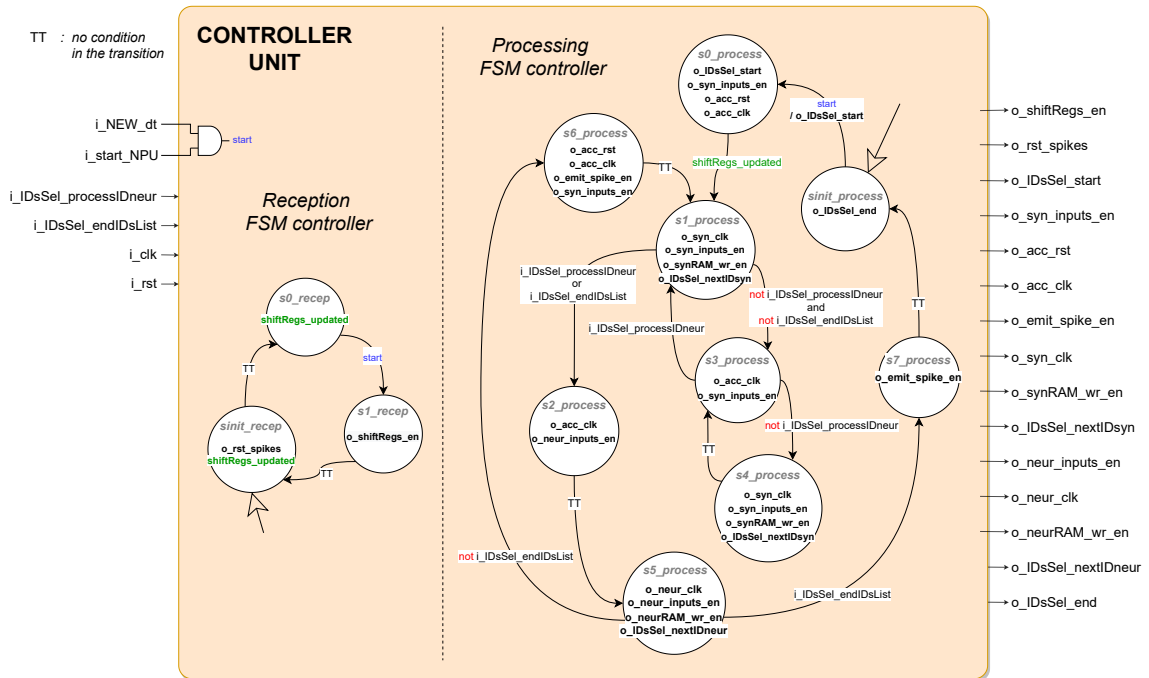 TT : no condition
in the transition
CONTROLLER
UNIT
i_NEW_dt
i_start_NPU
start
i_IDsSel_processIDneur
i_IDsSel_endIDsList
i_clk
i_rst
Reception
FSM controller
s0_recep
shiftRegs_updated
start
TT
s1_recep
o_shiftRegs_en
sinit_recep
o_rst_spikes
shiftRegs_updated
TT
Processing
FSM controller
s0_process
o_IDsSel_start
o_syn_inputs_en
o_acc_rst
o_acc_clk
start
/ o_IDsSel_start
shiftRegs_updated
s6_process
o_acc_rst
o_acc_clk
o_emit_spike_en
o_syn_inputs_en
TT
sinit_process
o_IDsSel_end
s1_process
o_syn_clk
o_syn_inputs_en
o_synRAM_wr_en
o_IDsSel_nextIDsyn
i_IDsSel_processIDneur
or
i_IDsSel_endIDsList
not i_IDsSel_processIDneur
and
not i_IDsSel_endIDsList
i_IDsSel_processIDneur
TT
s3_process
o_acc_clk
o_syn_inputs_en
s7_process
o_emit_spike_en
s2_process
o_acc_clk
o_neur_inputs_en
not i_IDsSel_processIDneur
TT
s4_process
o_syn_clk
o_syn_inputs_en
o_synRAM_wr_en
o_IDsSel_nextIDsyn
TT
not i_IDsSel_endIDsList
s5_process
o_neur_clk
o_neur_inputs_en
o_neurRAM_wr_en
o_IDsSel_nextIDneur
i_IDsSel_endIDsList
o_shiftRegs_en
o_rst_spikes
o_IDsSel_start
o_syn_inputs_en
o_acc_rst
o_acc_clk
o_emit_spike_en
o_syn_clk
o_synRAM_wr_en
o_IDsSel_nextIDsyn
o_neur_inputs_en
o_neur_clk
o_neurRAM_wr_en
o_IDsSel_nextIDneur
o_IDsSel_end